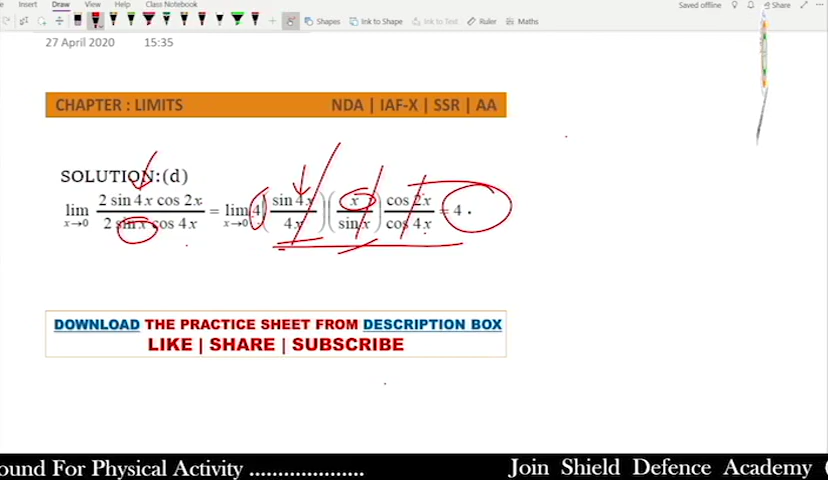 Insert Draw View Help Class Notebook Saved offline Share
Shapes Ink to Shape Ink to Text Ruler Maths
27 April 2020 15:35
CHAPTER : LIMITS NDA | IAF-X | SSR | AA
SOLUTION:(d)
lim x→0 (2 sin 4x cos 2x)/(2 sin x cos 4x) = lim x→0 4 (sin 4x/4x) (x/sin x) cos 2x/cos 4x = 4 .
DOWNLOAD THE PRACTICE SHEET FROM DESCRIPTION BOX
LIKE | SHARE | SUBSCRIBE
ound For Physical Activity .................... Join Shield Defence Academy (